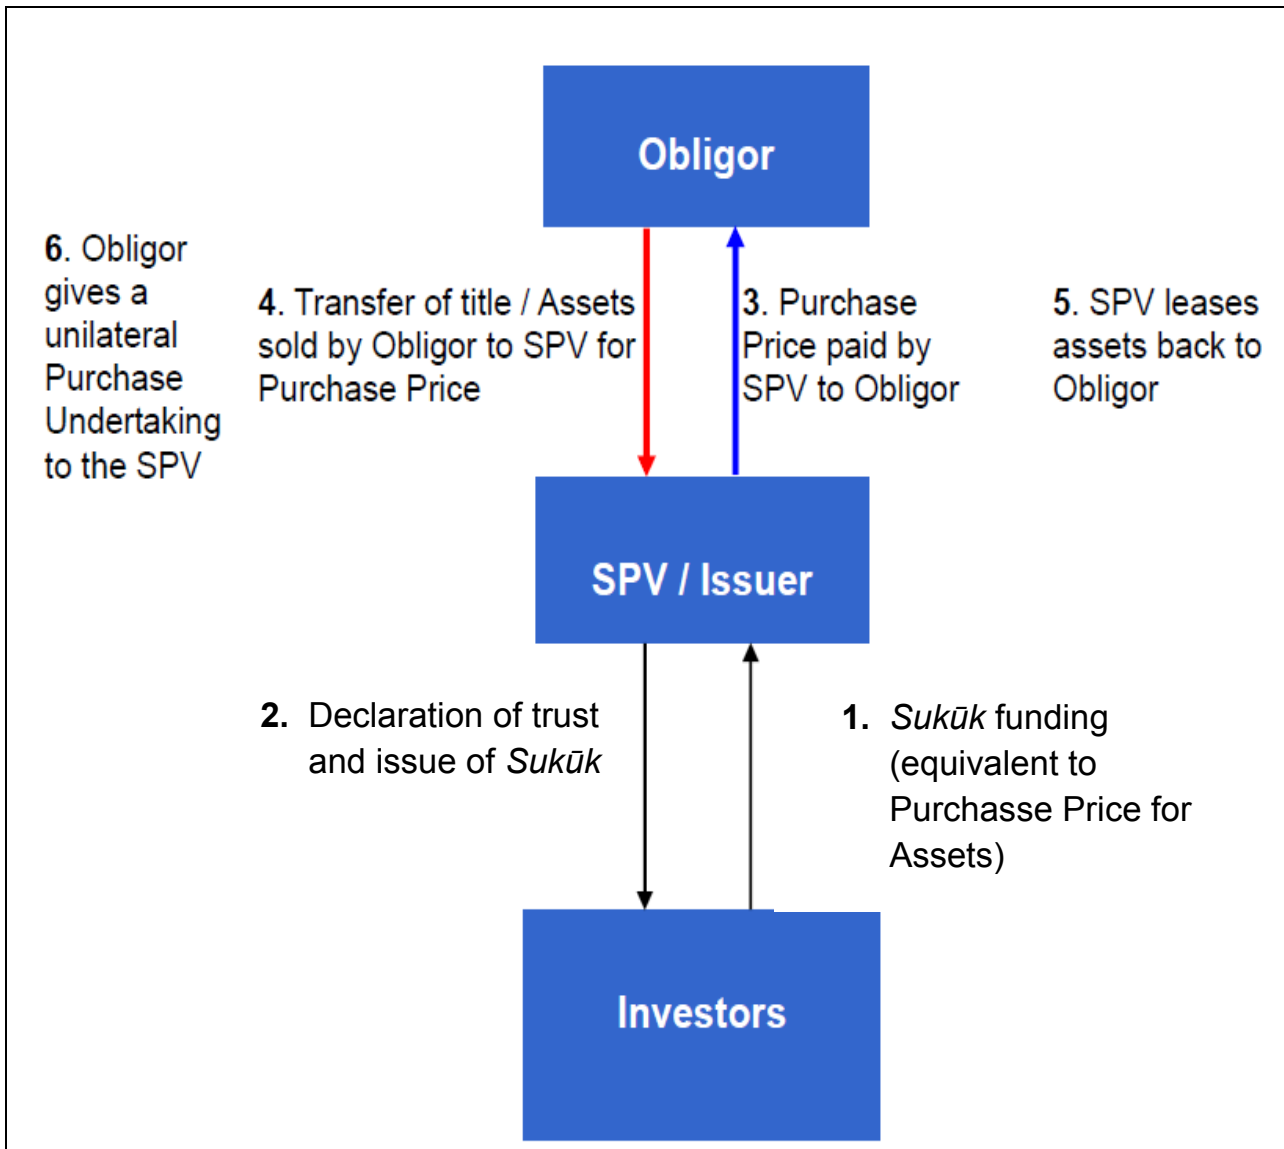 Obligor
6. Obligor
gives a
unilateral
Purchase
Undertaking
to the SPV
4. Transfer of title / Assets
sold by Obligor to SPV for
Purchase Price
3. Purchase
Price paid by
SPV to Obligor
5. SPV leases
assets back to
Obligor
SPV / Issuer
2. Declaration of trust
and issue of Sukūk
1. Sukūk funding
(equivalent to
Purchasse Price for
Assets)
Investors